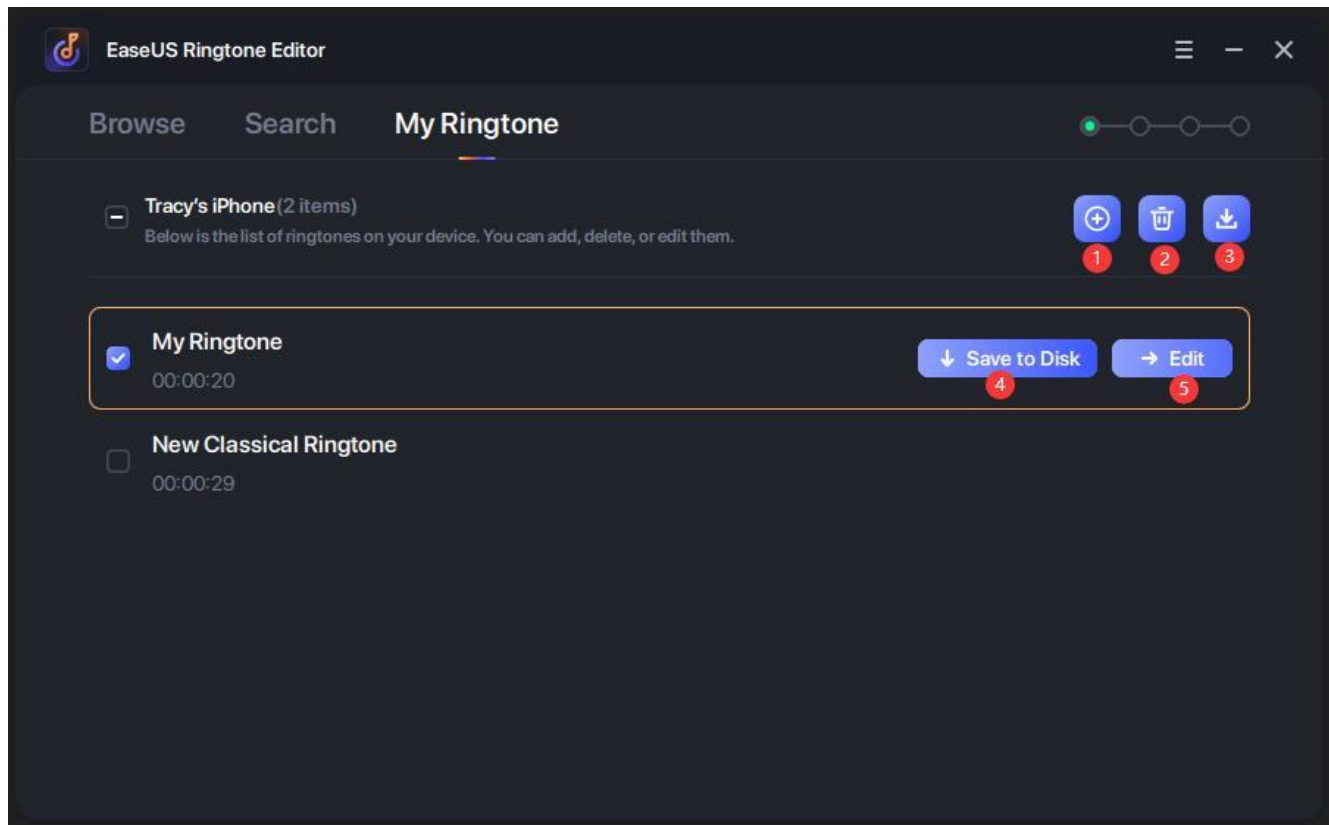 EaseUS Ringtone Editor
Browse Search My Ringtone
Tracy's iPhone(2 items)
Below is the list of ringtones on your device. You can add, delete, or edit them.
1 2 3
My Ringtone
00:00:20
Save to Disk Edit
4 5
New Classical Ringtone
00:00:29